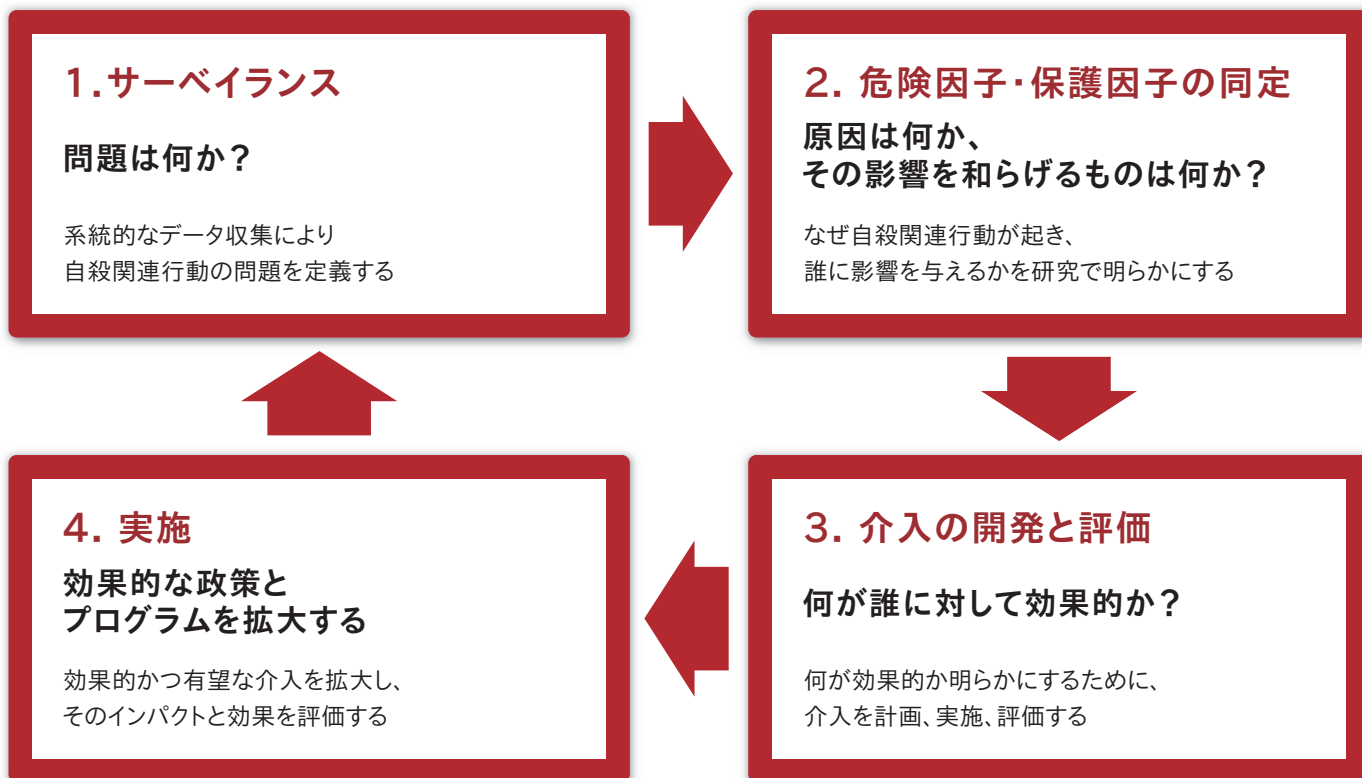 1.サーベイランス
問題は何か?
系統的なデータ収集により
自殺関連行動の問題を定義する
2. 危険因子・保護因子の同定
原因は何か、
その影響を和らげるものは何か?
なぜ自殺関連行動が起き、
誰に影響を与えるかを研究で明らかにする
3. 介入の開発と評価
何が誰に対して効果的か?
何が効果的か明らかにするために、
介入を計画、実施、評価する
4. 実施
効果的な政策と
プログラムを拡大する
効果的かつ有望な介入を拡大し、
そのインパクトと効果を評価する